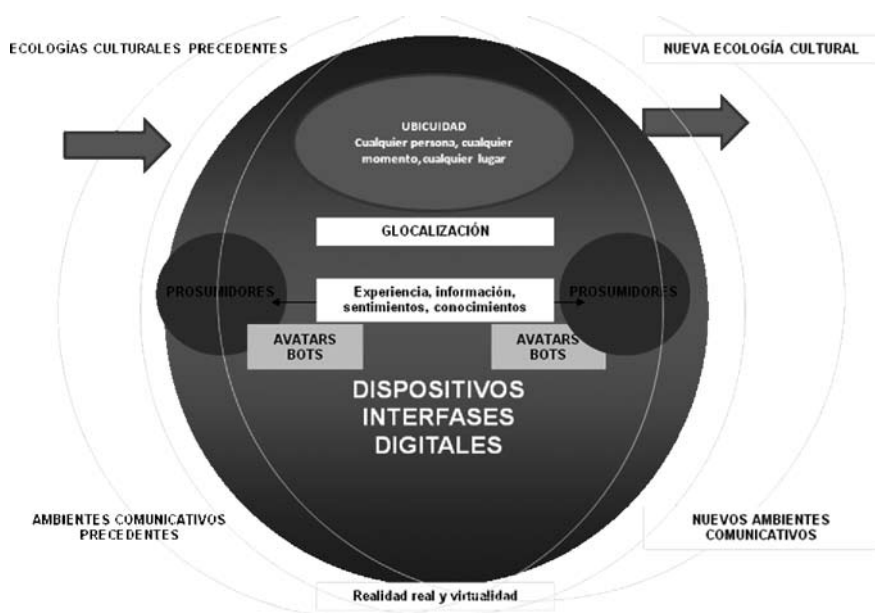 ECOLOGÍAS CULTURALES PRECEDENTES
NUEVA ECOLOGÍA CULTURAL
UBICUIDAD
Cualquier persona, cualquier
momento, cualquier lugar
GLOCALIZACIÓN
PROSUMIDORES
Experiencia, información,
sentimientos, conocimientos
PROSUMIDORES
AVATARS
BOTS
AVATARS
BOTS
DISPOSITIVOS
INTERFASES
DIGITALES
AMBIENTES COMUNICATIVOS
PRECEDENTES
NUEVOS AMBIENTES
COMUNICATIVOS
Realidad real y virtualidad